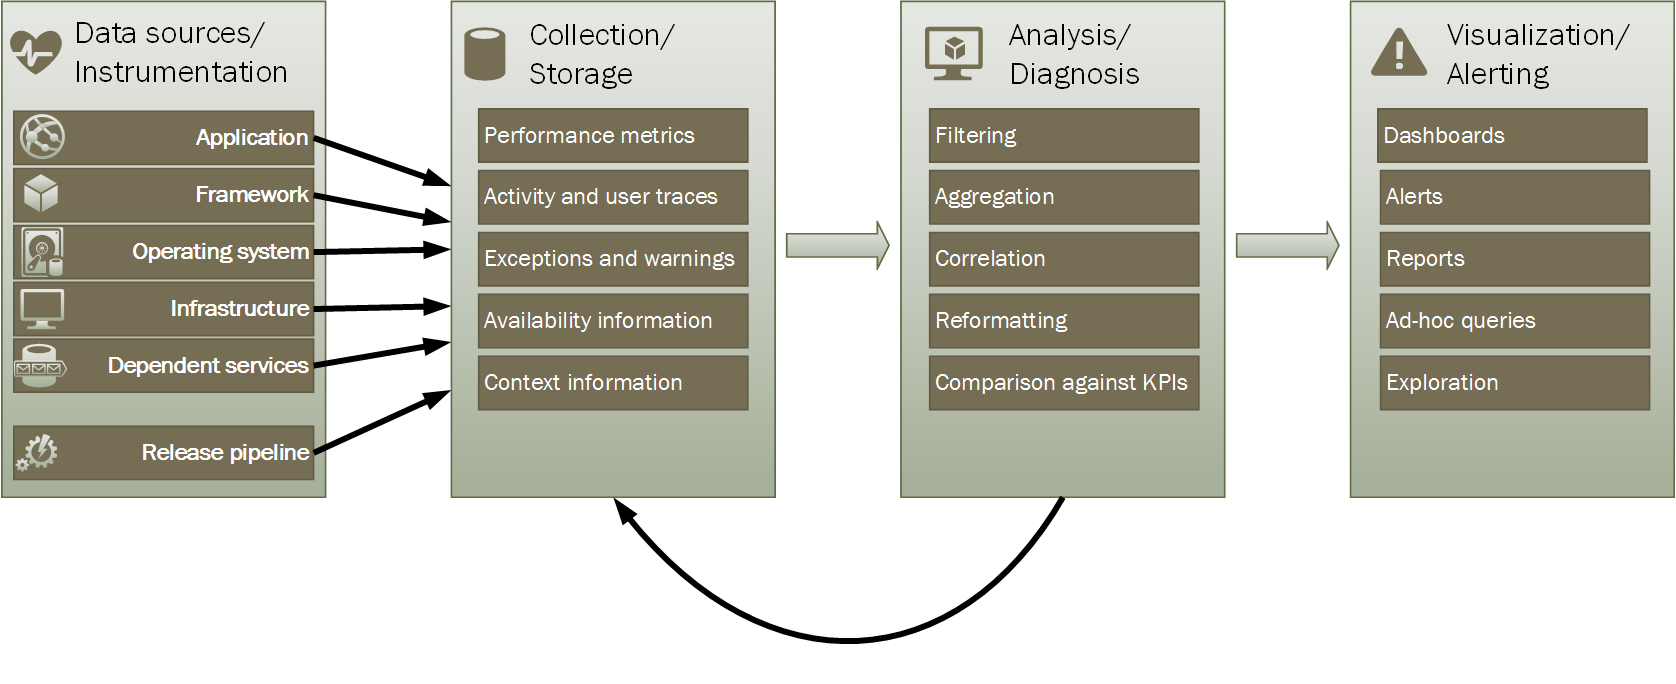 Data sources/
Instrumentation
Application
Framework
Operating system
Infrastructure
Dependent services
Release pipeline
Collection/
Storage
Performance metrics
Activity and user traces
Exceptions and warnings
Availability information
Context information
Analysis/
Diagnosis
Filtering
Aggregation
Correlation
Reformatting
Comparison against KPIs
Visualization/
Alerting
Dashboards
Alerts
Reports
Ad-hoc queries
Exploration